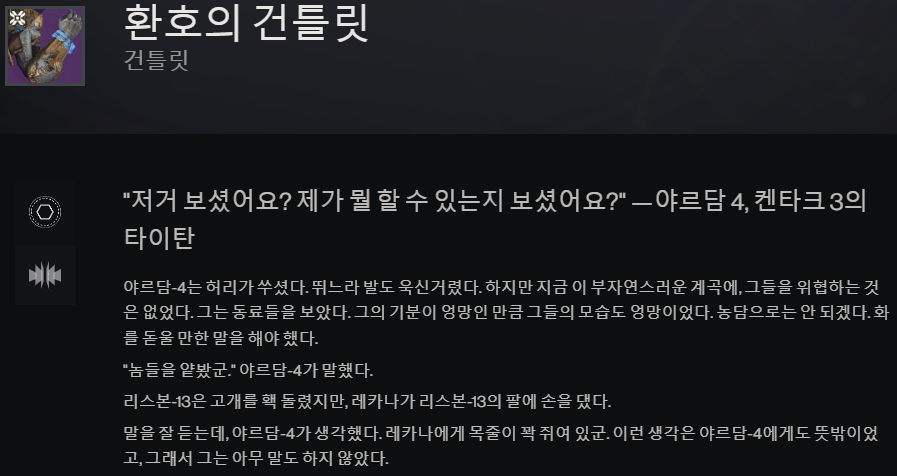 환호의 건틀릿
건틀릿
"저거 보셨어요? 제가 뭘 할 수 있는지 보셨어요?" —야르담 4, 켄타크 3의
타이탄
야르담-4는 허리가 쑤셨다. 뛰느라 발도 욱신거렸다. 하지만 지금 이 부자연스러운 계곡에, 그들을 위협하는 것
은 없었다. 그는 동료들을 보았다. 그의 기분이 엉망인 만큼 그들의 모습도 엉망이었다. 농담으로는 안 되겠다. 화
를 돋울 만한 말을 해야 했다.
"놈들을 얕봤군." 야르담-4가 말했다.
리스본-13은 고개를 홱 돌렸지만, 레카나가 리스본-13의 팔에 손을 댔다.
말을 잘 듣는데, 야르담-4가 생각했다. 레카나에게 목줄이 꽉 쥐여 있군. 이런 생각은 야르담-4에게도 뜻밖이었
고, 그래서 그는 아무 말도 하지 않았다.